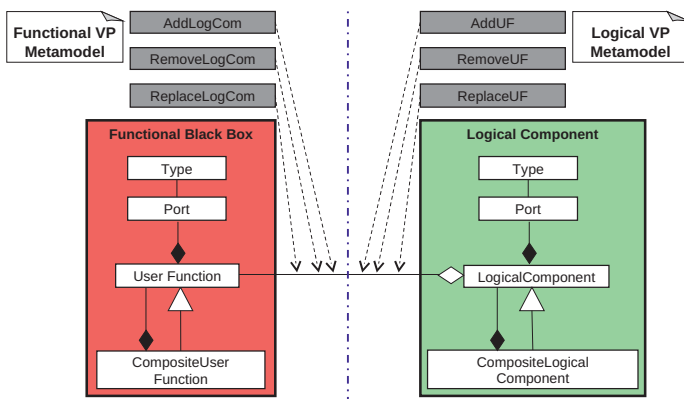 Functional VP
Metamodel
AddLogCom
RemoveLogCom
ReplaceLogCom
AddUF
RemoveUF
ReplaceUF
Logical VP
Metamodel
Functional Black Box
Type
Port
User Function
CompositeUser
Function
Logical Component
Type
Port
LogicalComponent
CompositeLogical
Component